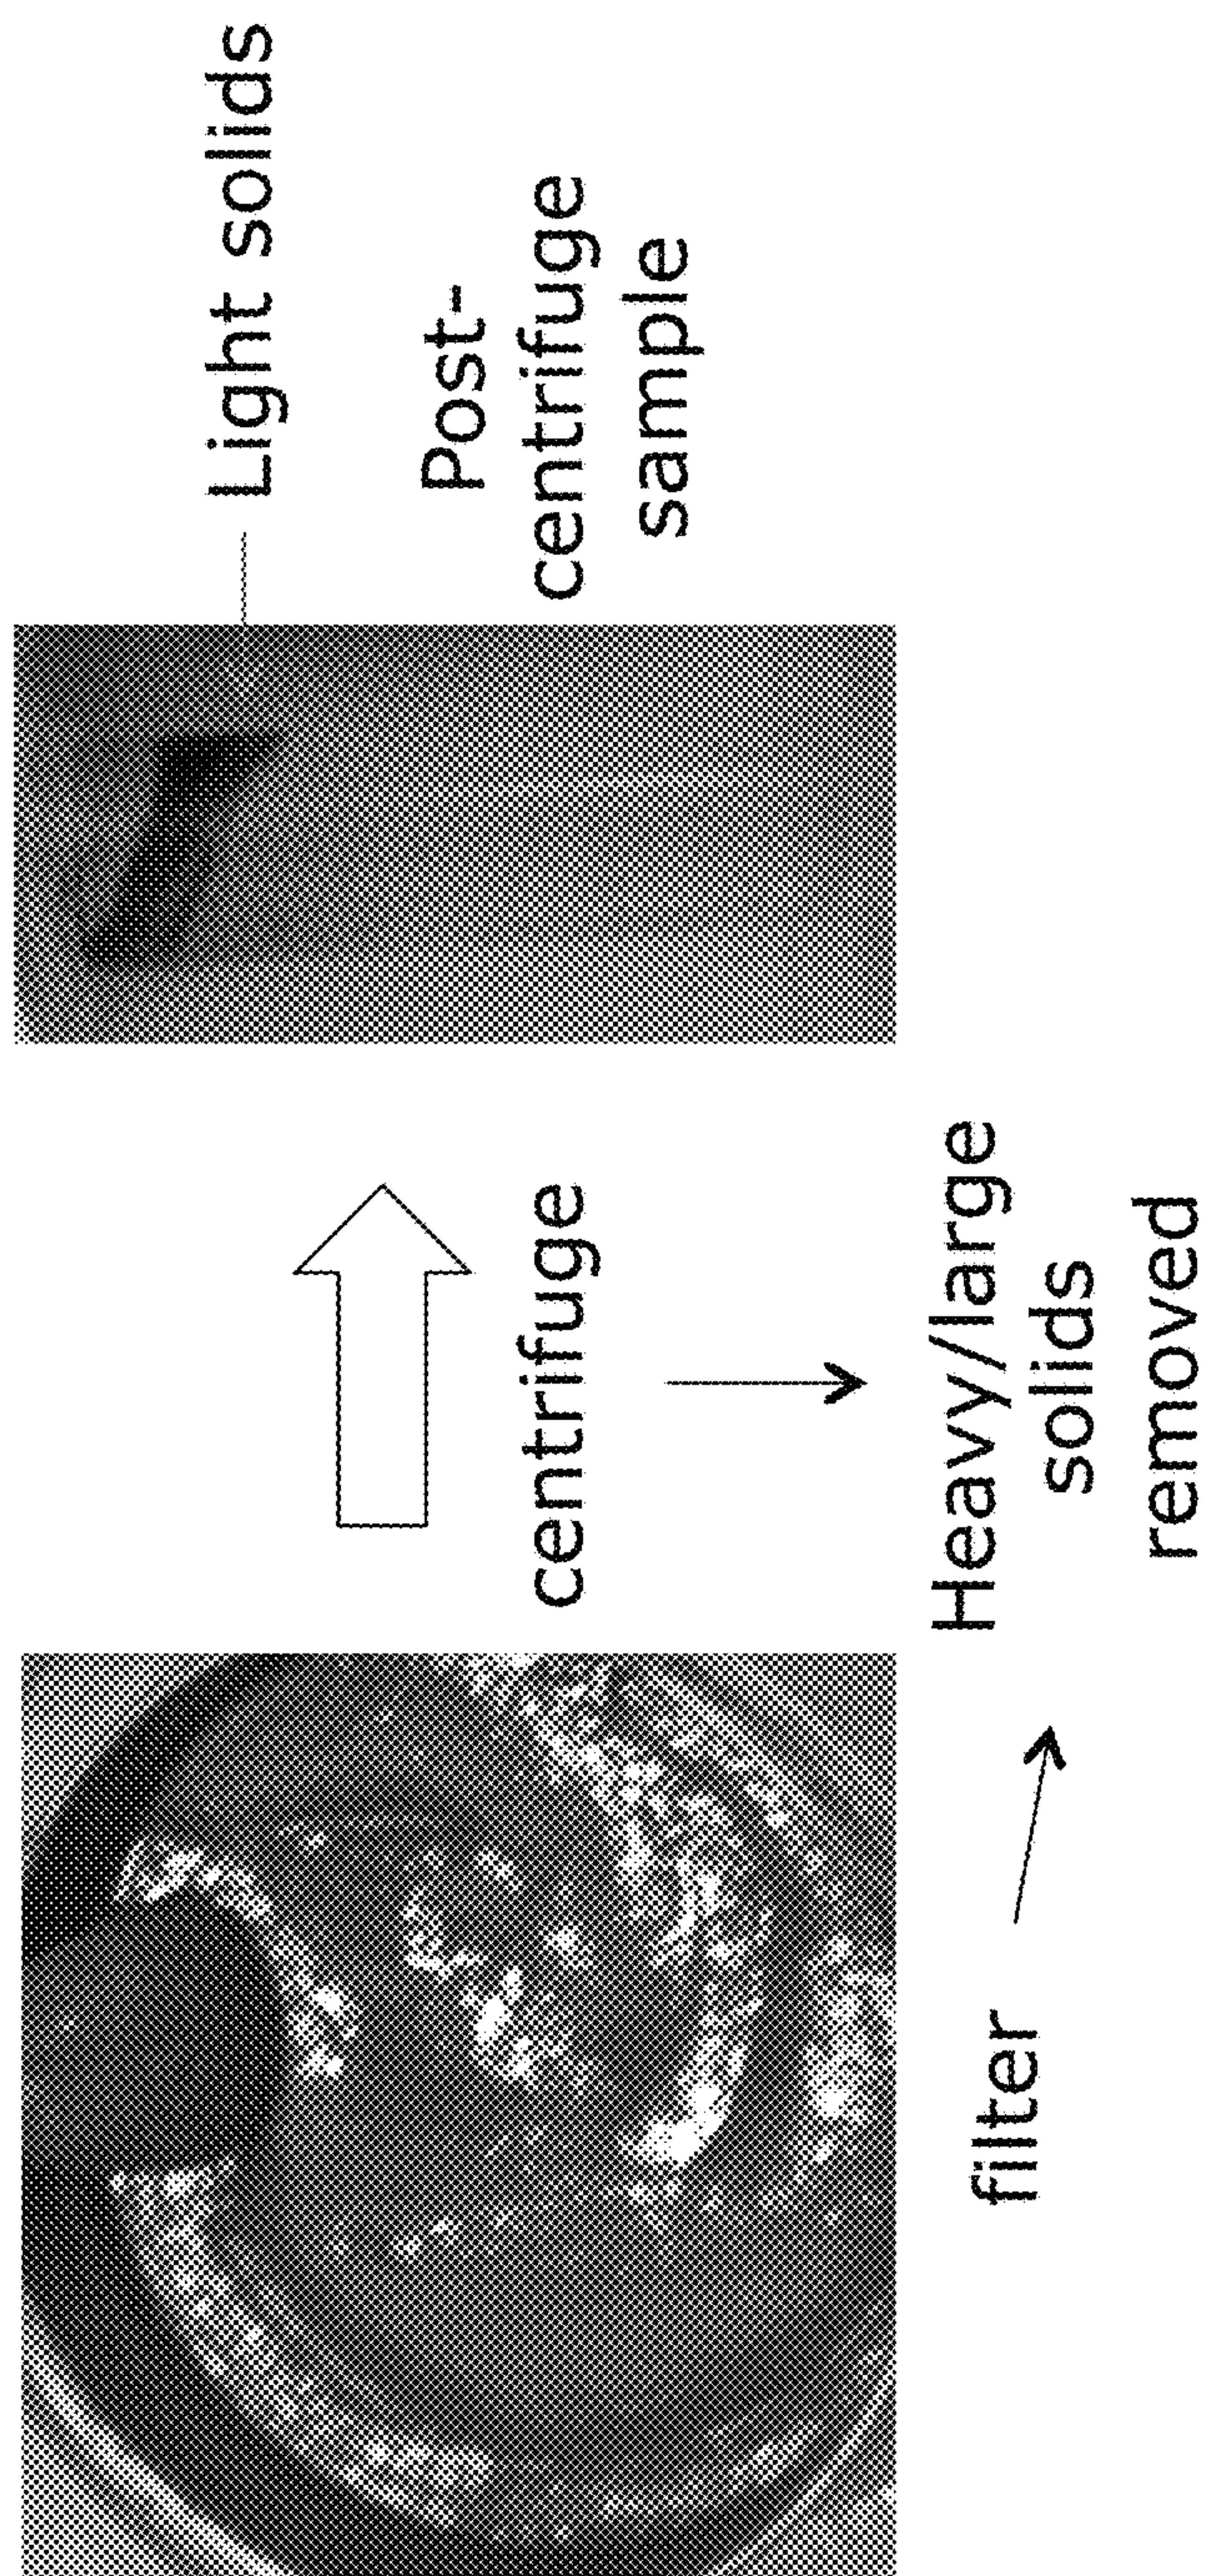 centrifuge
Light solids
Post-
centrifuge
sample
filter
Heavy/large
solids
removed